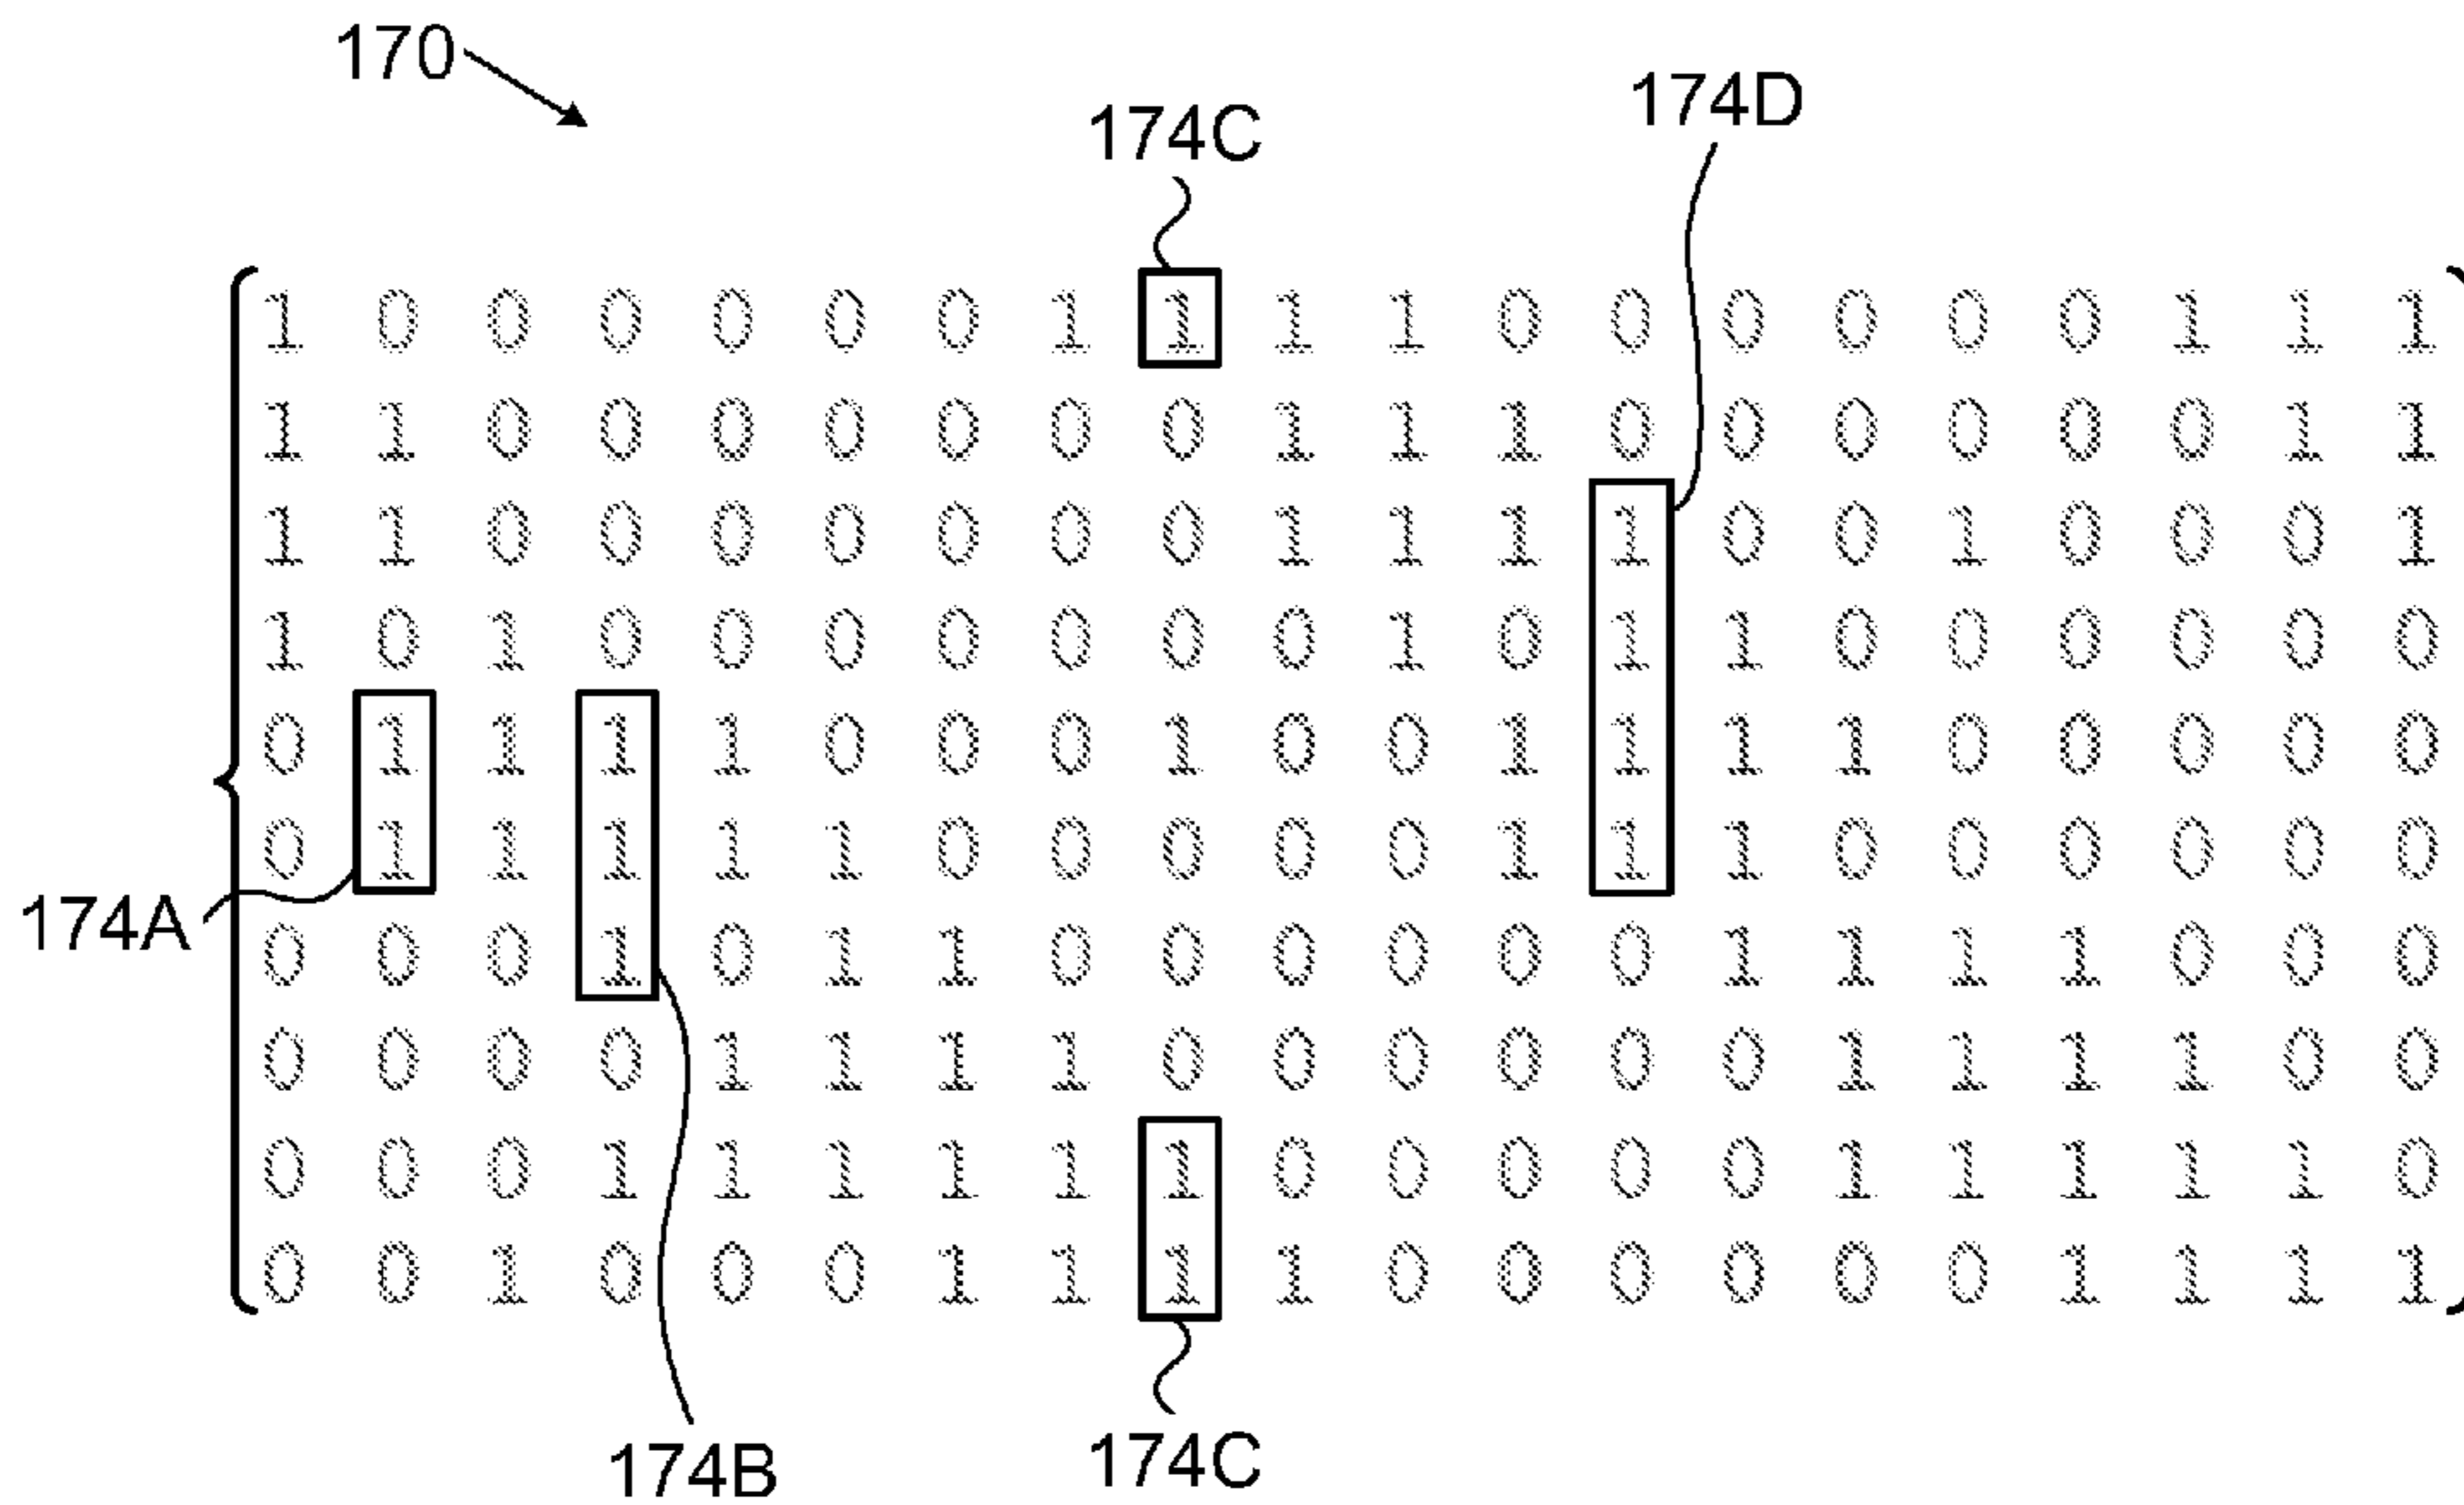 170
174C
174D
1 0 0 0 0 0 0 1 1 1 1 0 0 0 0 0 0 1 1 1
1 1 0 0 0 0 0 0 0 1 1 1 0 0 0 0 0 0 1 1
1 1 0 0 0 0 0 0 0 1 1 1 1 0 0 1 0 0 0 1
1 0 1 0 0 0 0 0 0 0 1 0 1 1 0 0 0 0 0 0
0 1 1 1 1 0 0 0 1 0 0 1 1 1 1 0 0 0 0 0
0 1 1 1 1 1 0 0 0 0 0 1 1 1 0 0 0 0 0 0
174A
0 0 0 1 0 1 1 0 0 0 0 0 0 1 1 1 1 0 0 0
0 0 0 0 1 1 1 1 0 0 0 0 0 0 1 1 1 1 0 0
0 0 0 1 1 1 1 1 1 0 0 0 0 0 1 1 1 1 1 0
0 0 1 0 0 0 1 1 1 1 0 0 0 0 0 0 1 1 1 1
174B
174C